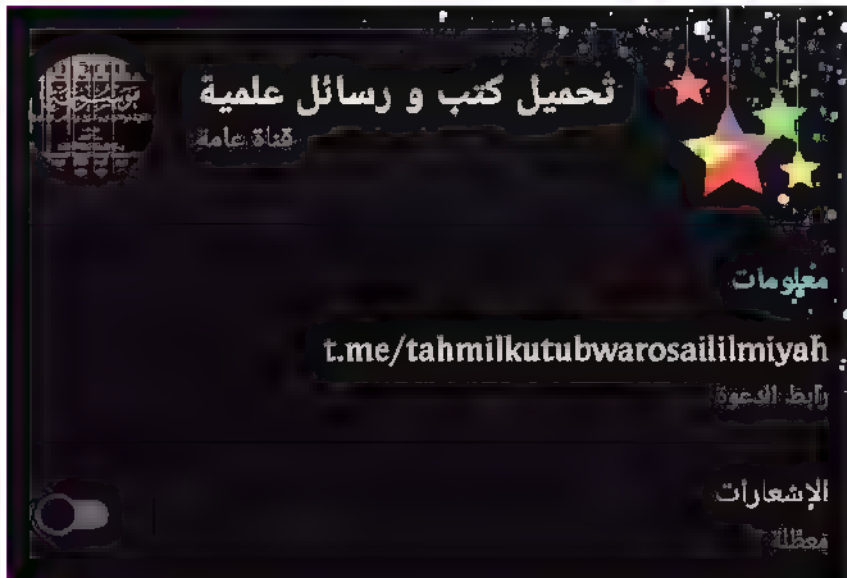 تحميل كتب و رسائل علمية
قناة عامة
معلومات
t.me/tahmilkutubwarosaililmiyah
رابط الدعوة
الإشعارات
معطلة